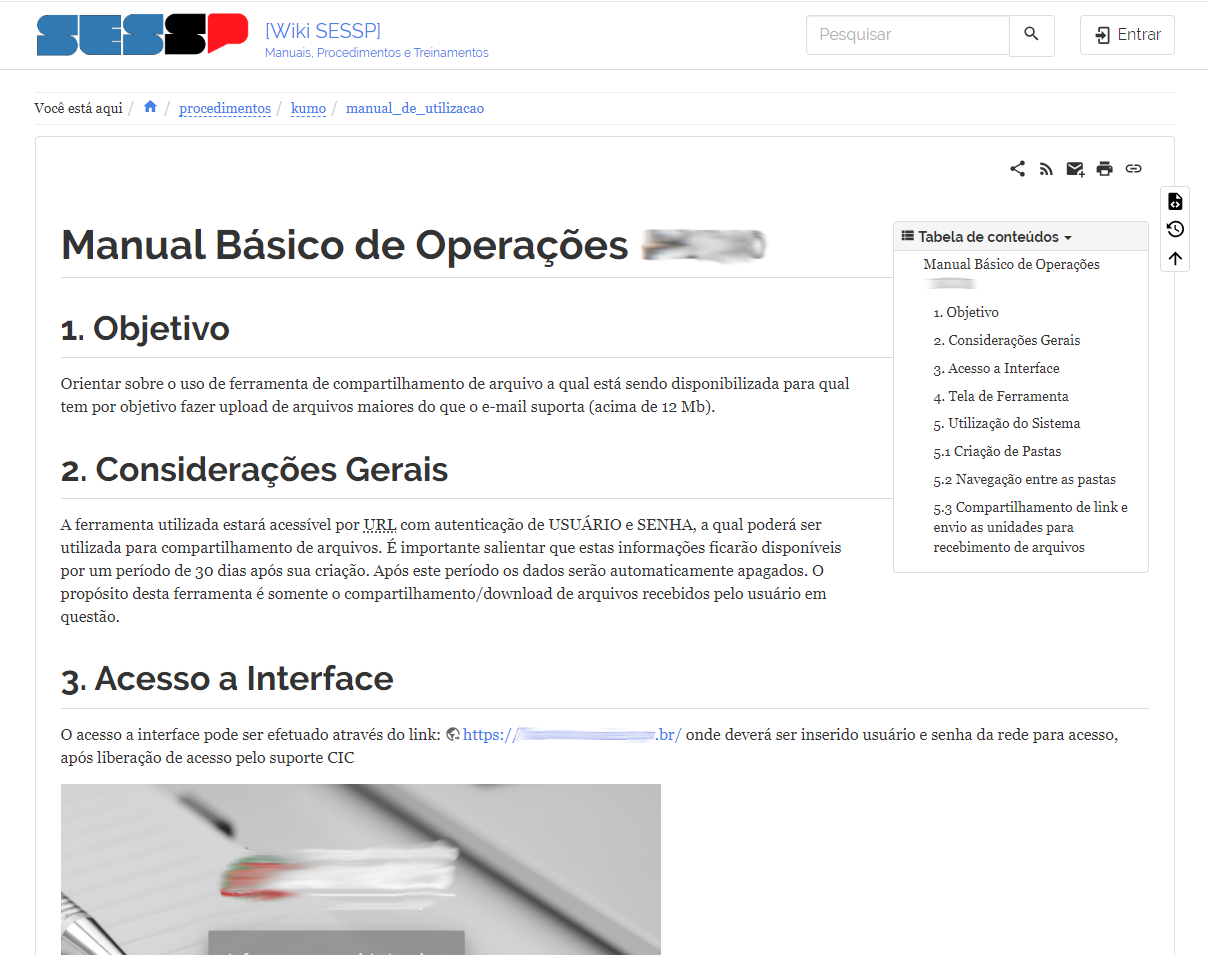 SESSP
[Wiki SESSP]
Manuais, Procedimentos e Treinamentos
Pesquisar
Entrar
Você está aqui / / procedimentos / kumo / manual_de_utilizacao
Manual Básico de Operações
Tabela de conteúdos
Manual Básico de Operações
1. Objetivo
2. Considerações Gerais
3. Acesso a Interface
4. Tela de Ferramenta
5. Utilização do Sistema
5.1 Criação de Pastas
5.2 Navegação entre as pastas
5.3 Compartilhamento de link e
envio as unidades para
recebimento de arquivos
1. Objetivo
Orientar sobre o uso de ferramenta de compartilhamento de arquivo a qual está sendo disponibilizada para qual
tem por objetivo fazer upload de arquivos maiores do que o e-mail suporta (acima de 12 Mb).
2. Considerações Gerais
A ferramenta utilizada estará acessível por URL com autenticação de USUÁRIO e SENHA, a qual poderá ser
utilizada para compartilhamento de arquivos. É importante salientar que estas informações ficarão disponíveis
por um período de 30 dias após sua criação. Após este período os dados serão automaticamente apagados. O
propósito desta ferramenta é somente o compartilhamento/download de arquivos recebidos pelo usuário em
questão.
3. Acesso a Interface
O acesso a interface pode ser efetuado através do link: https:// .br/ onde deverá ser inserido usuário e senha da rede para acesso,
após liberação de acesso pelo suporte CIC